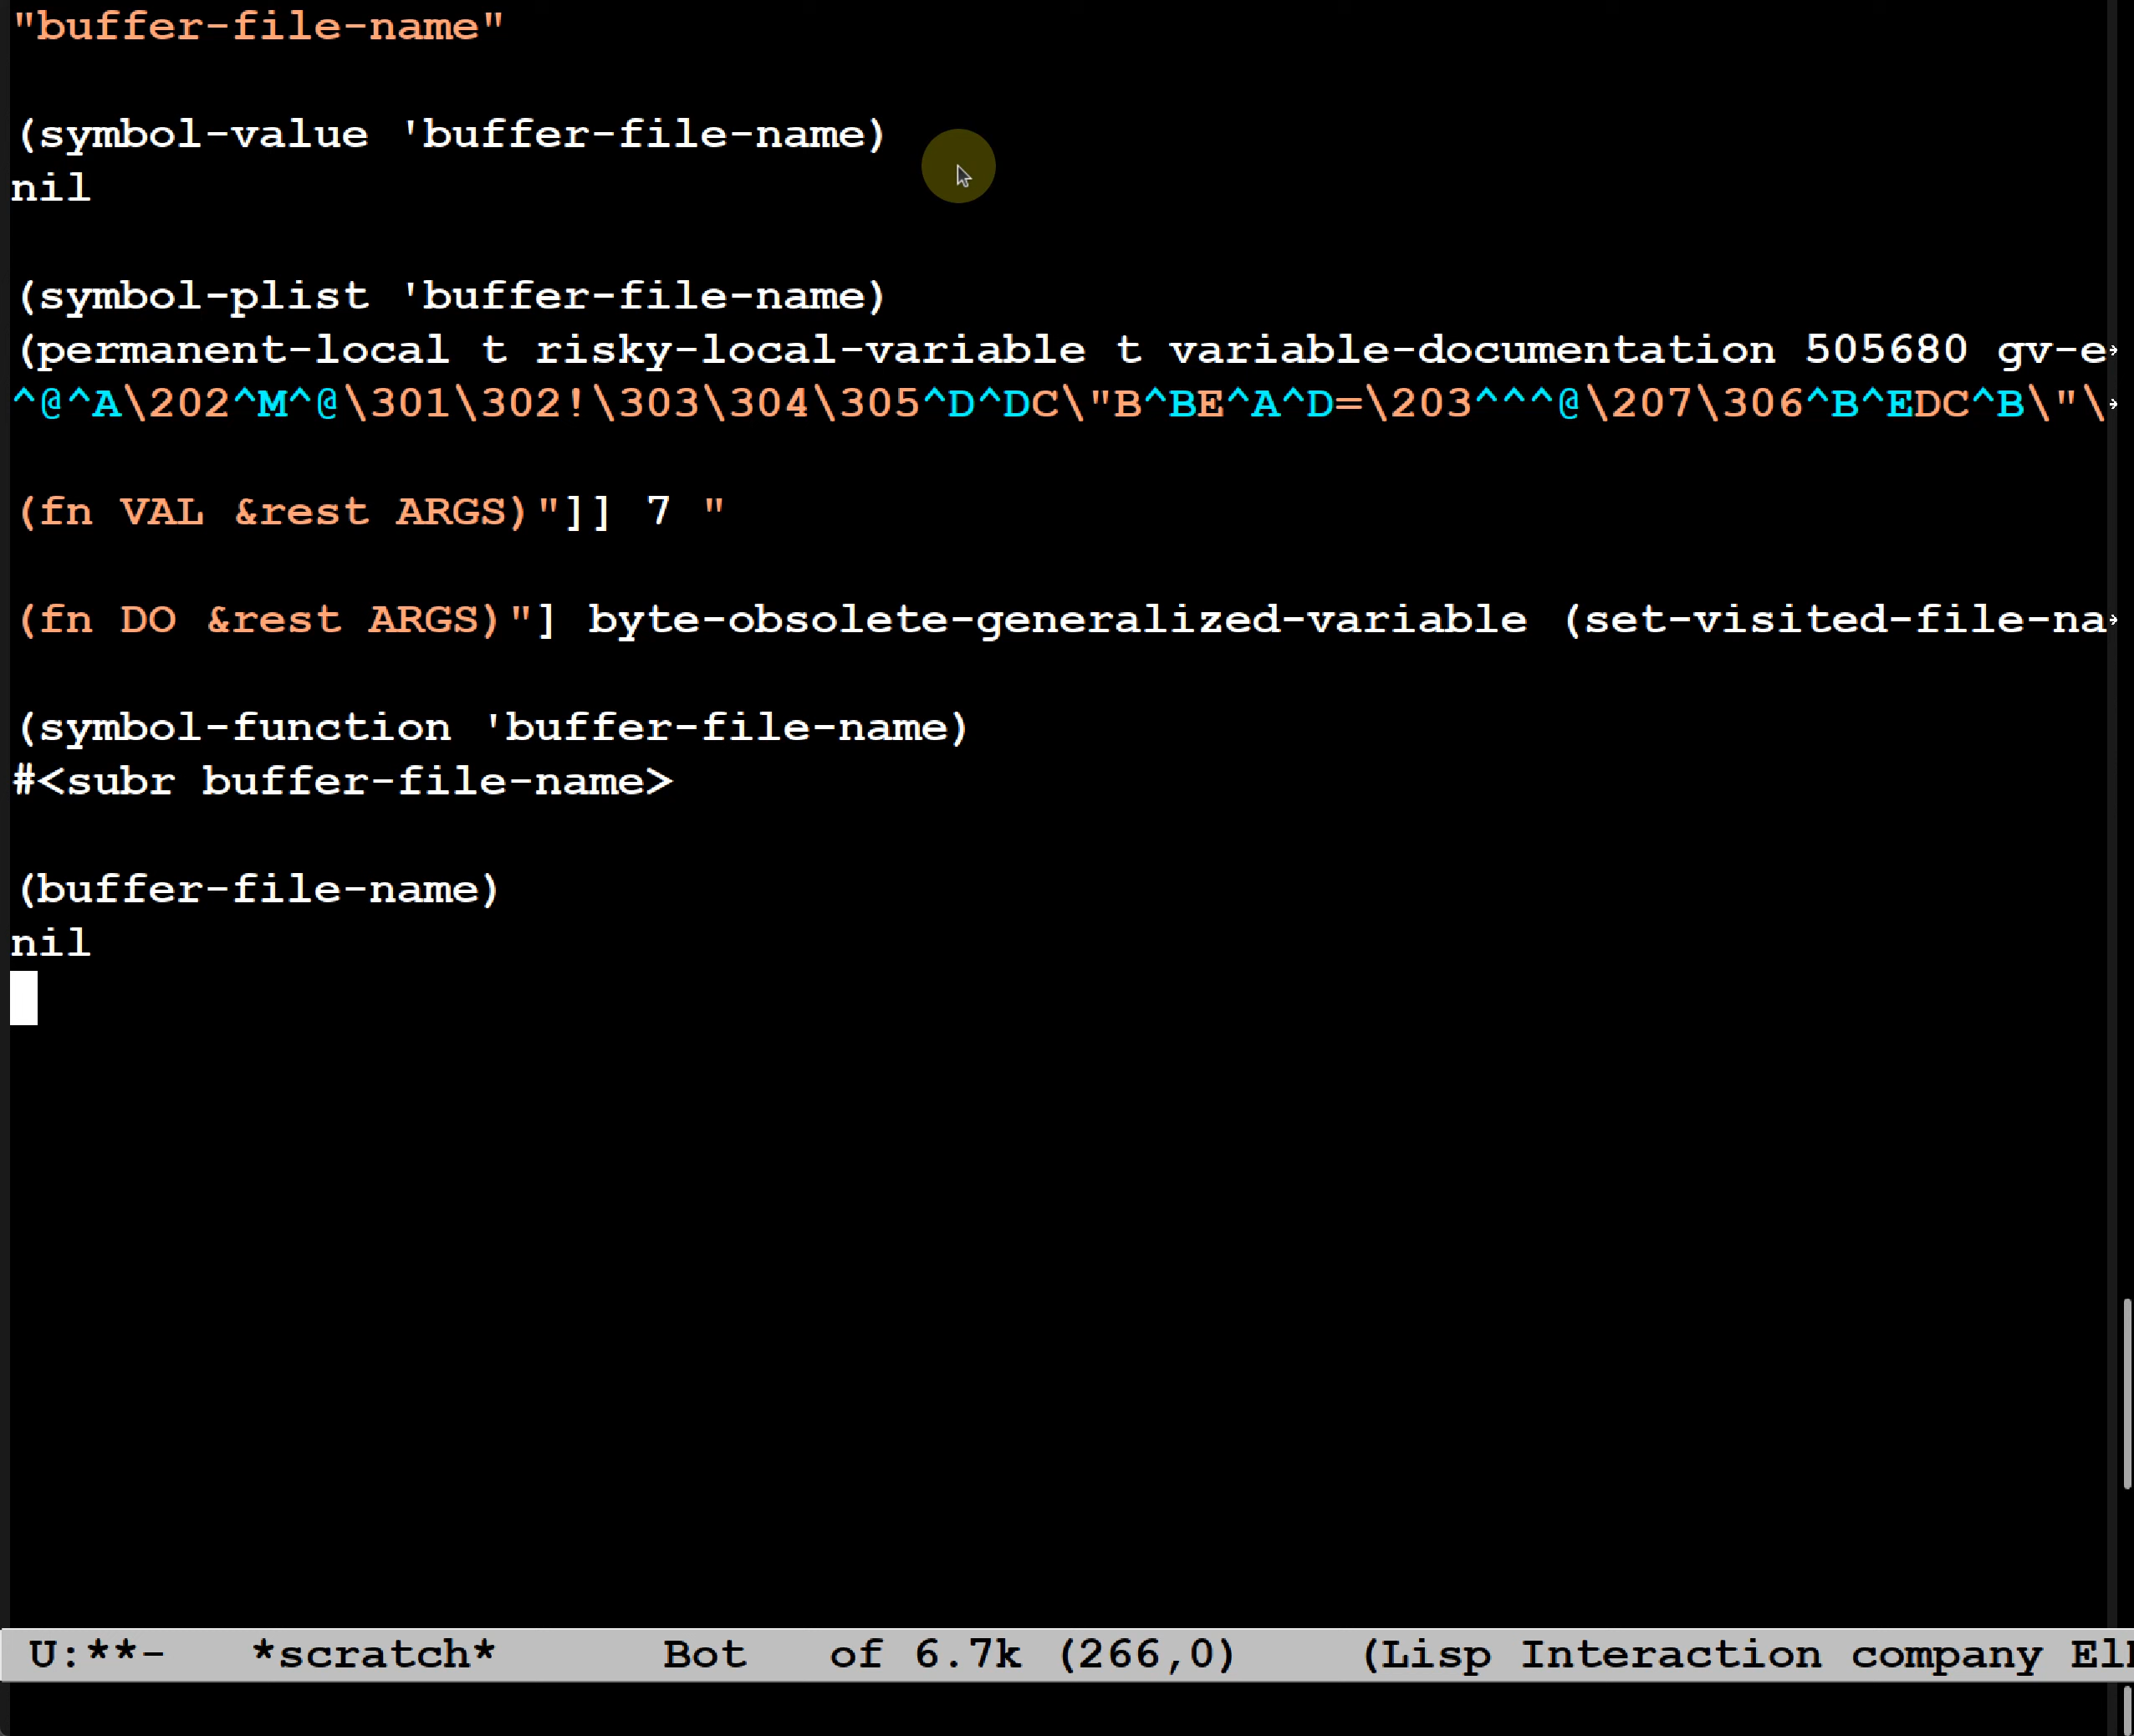 "buffer-file-name"
(symbol-value 'buffer-file-name)
nil
(symbol-plist 'buffer-file-name)
(permanent-local t risky-local-variable t variable-documentation 505680 gv-e
^@^A\202^M^@\301\302!\303\304\305^D^DC\"B^BE^A^D=\203^^^@\207\306^B^EDC^B\"\
(fn VAL &rest ARGS)"]] 7 "
(fn DO &rest ARGS)"] byte-obsolete-generalized-variable (set-visited-file-na
(symbol-function 'buffer-file-name)
#<subr buffer-file-name>
(buffer-file-name)
nil
U:**-   *scratch*      Bot   of 6.7k (266,0)    (Lisp Interaction company El